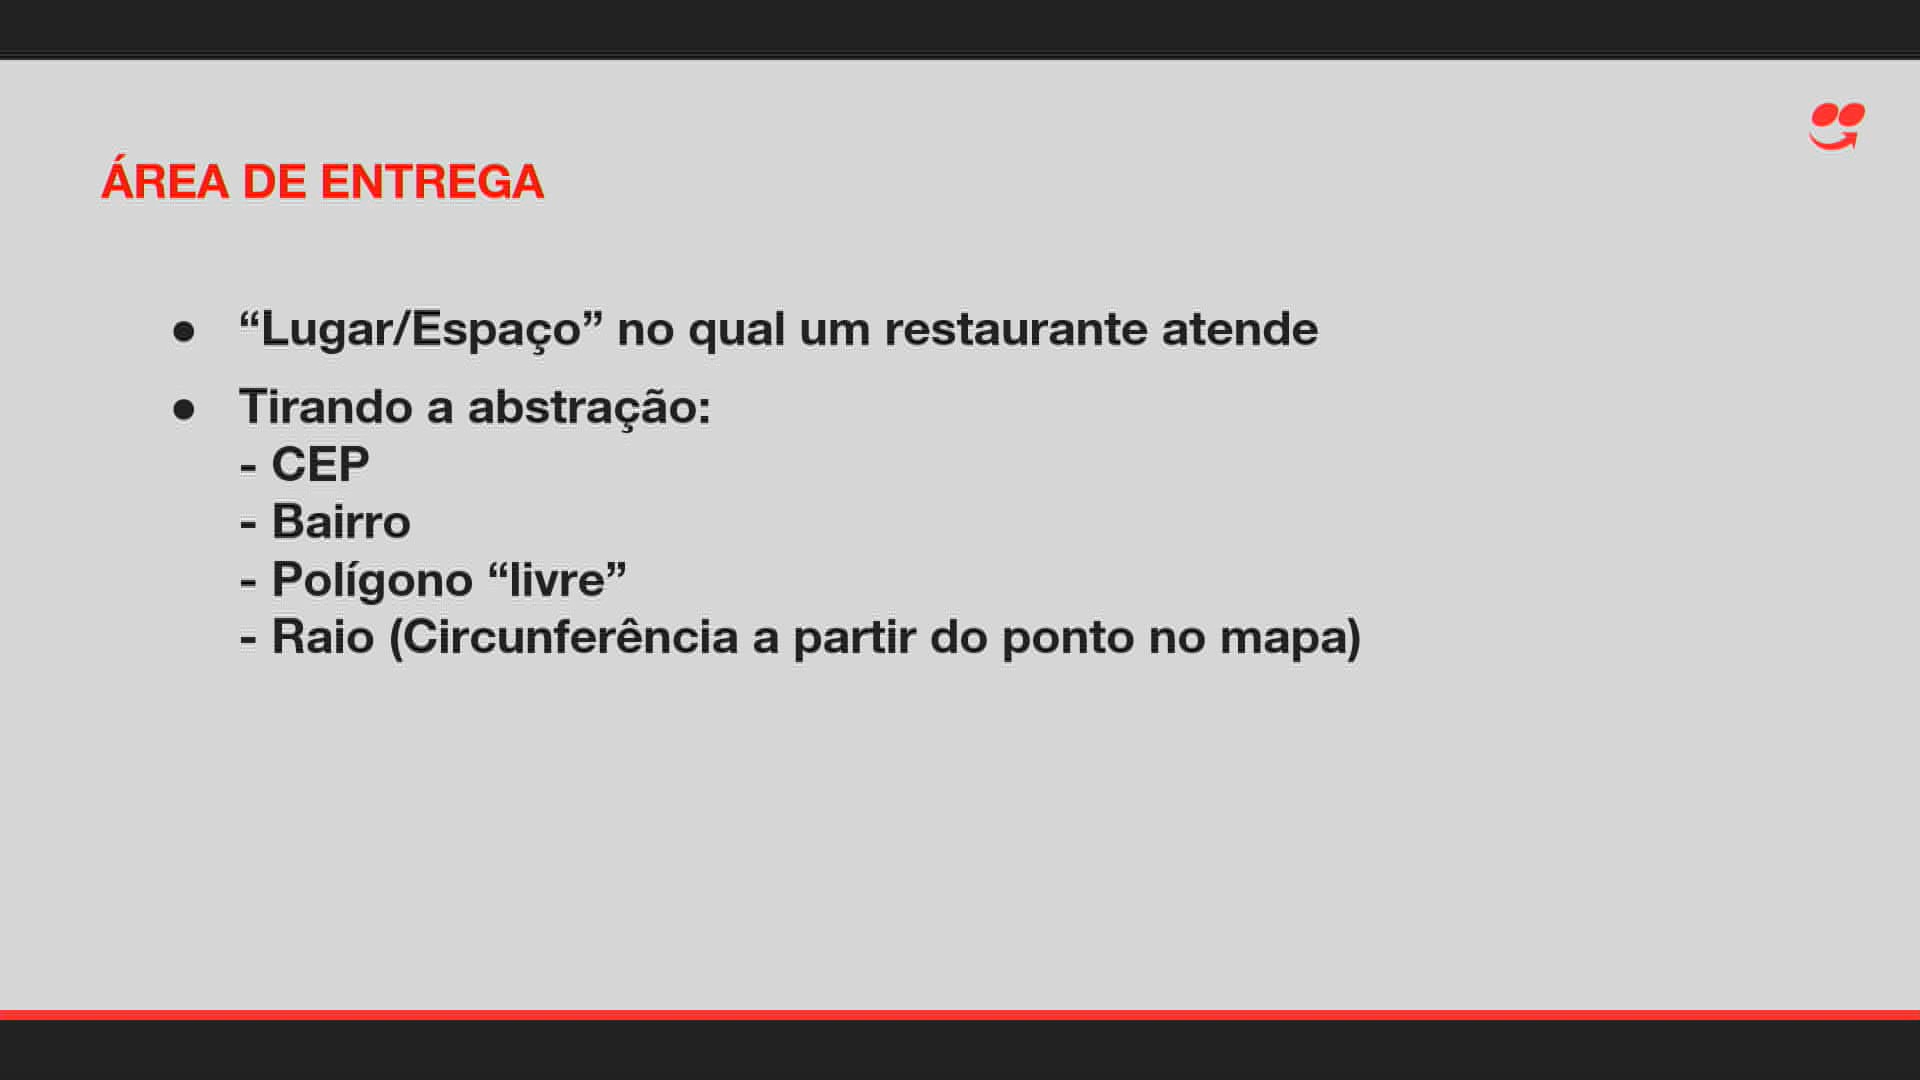 ÁREA DE ENTREGA
● “Lugar/Espaço” no qual um restaurante atende
● Tirando a abstração:
- CEP
- Bairro
- Polígono “livre”
- Raio (Circunferência a partir do ponto no mapa)